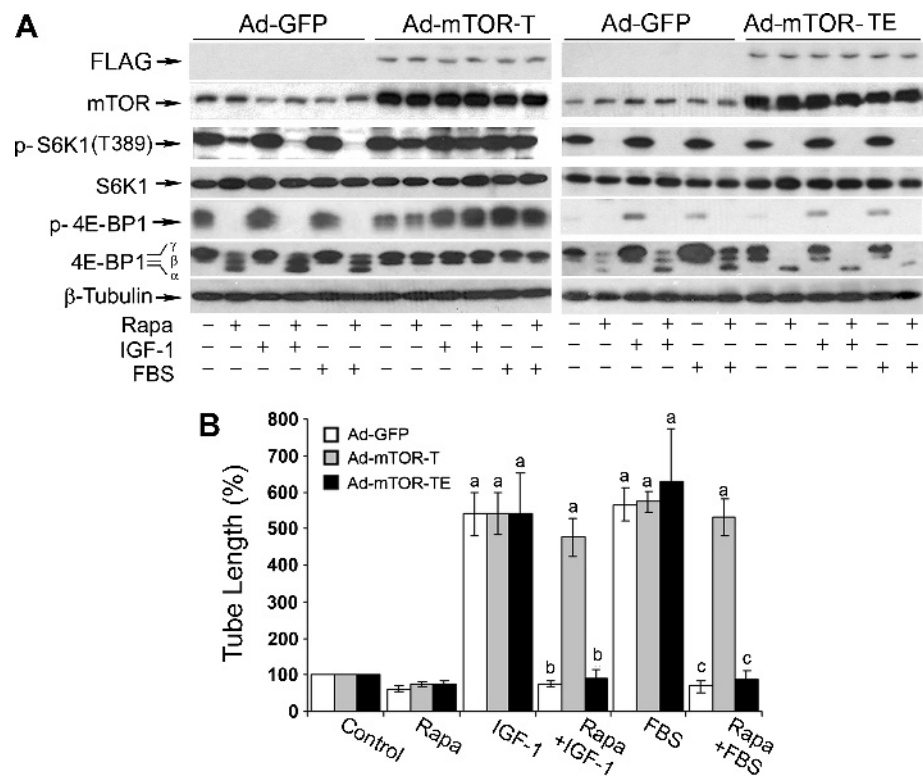 A
Ad-GFP Ad-mTOR-T Ad-GFP Ad-mTOR-TE
FLAG
mTOR
p-S6K1(T389)
S6K1
p-4E-BP1
4E-BP1 γ β α
β-Tubulin
Rapa − + − + − + − + − + − + − + − + − + − + − + − +
IGF-1 − − + + − − − − + + − − − − + + − − − − + + − −
FBS − − − − + + − − − − + + − − − − + + − − − − + +
B
Ad-GFP
Ad-mTOR-T
Ad-mTOR-TE
Tube Length (%)
800
700
600
500
400
300
200
100
0
a a a
a
b b
a a a
a
c c
Control Rapa IGF-1 Rapa +IGF-1 FBS Rapa +FBS